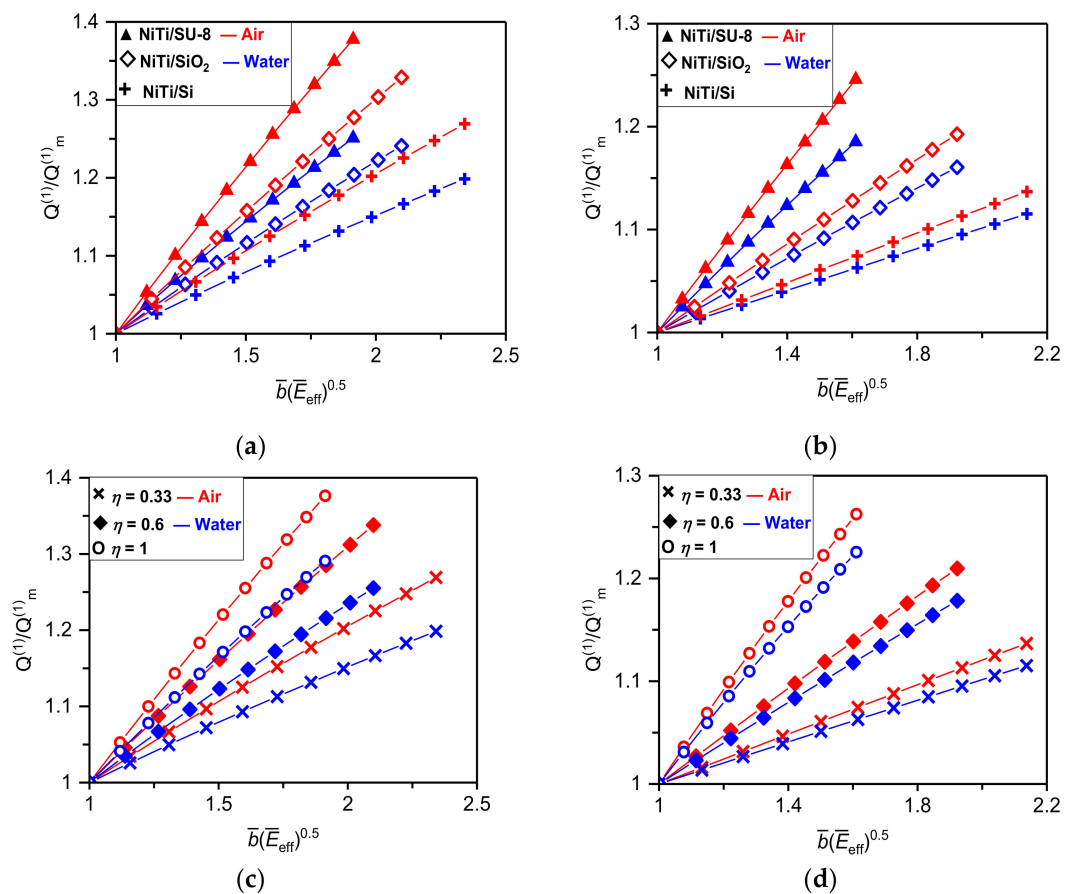 1.4
1.3
1.2
1.1
1
Q⁽¹⁾/Q⁽¹⁾ₘ
NiTi/SU-8 — Air
NiTi/SiO₂ — Water
NiTi/Si
1 1.5 2 2.5
b̅(E̅eff)⁰·⁵
(a)
1.3
1.2
1.1
1
Q⁽¹⁾/Q⁽¹⁾ₘ
NiTi/SU-8 — Air
NiTi/SiO₂ — Water
NiTi/Si
1 1.4 1.8 2.2
b̅(E̅eff)⁰·⁵
(b)
1.4
1.3
1.2
1.1
1
Q⁽¹⁾/Q⁽¹⁾ₘ
η = 0.33 — Air
η = 0.6 — Water
η = 1
1 1.5 2 2.5
b̅(E̅eff)⁰·⁵
(c)
1.3
1.2
1.1
1
Q⁽¹⁾/Q⁽¹⁾ₘ
η = 0.33 — Air
η = 0.6 — Water
η = 1
1 1.4 1.8 2.2
b̅(E̅eff)⁰·⁵
(d)